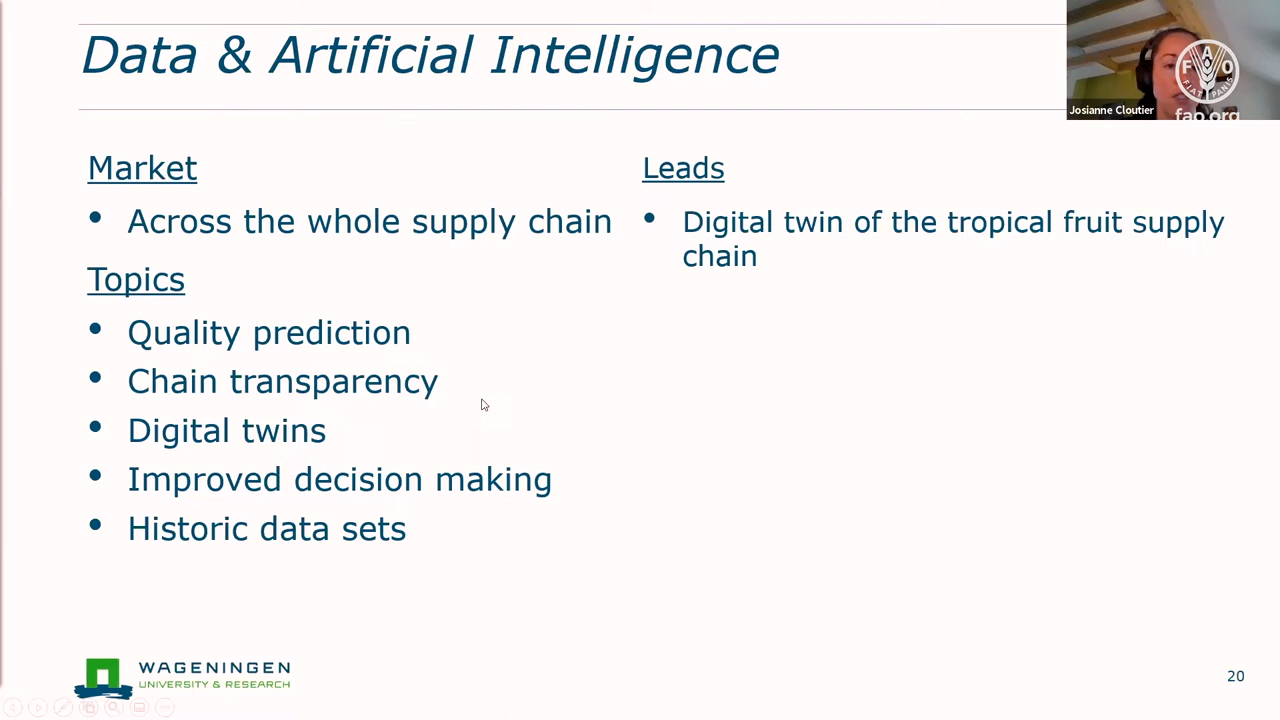 Data & Artificial Intelligence
Josianne Cloutier
F A O
FIAT PANIS
fao.org
Market
• Across the whole supply chain
Topics
• Quality prediction
• Chain transparency
• Digital twins
• Improved decision making
• Historic data sets
Leads
• Digital twin of the tropical fruit supply
chain
WAGENINGEN
UNIVERSITY & RESEARCH
20